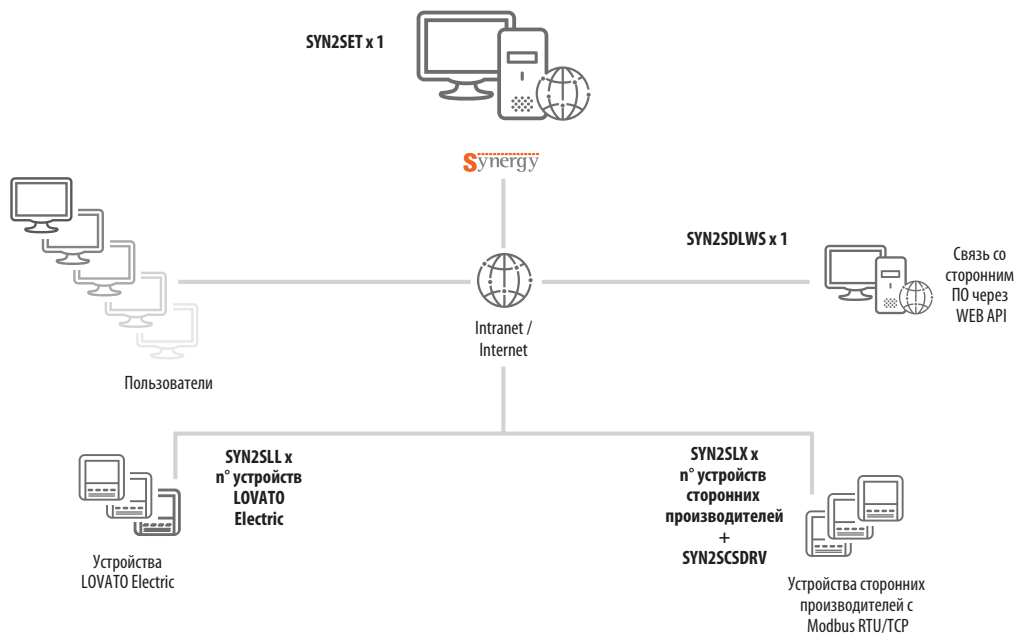 SYN2SET x 1
Synergy
SYN2SDLWS x 1
Связь со
сторонним
ПО через
WEB API
Intranet /
Internet
Пользователи
SYN2SLL x
n° устройств
LOVATO
Electric
SYN2SLX x
n° устройств
сторонних
производителей
+
SYN2SCSDRV
Устройства
LOVATO Electric
Устройства сторонних
производителей с
Modbus RTU/TCP